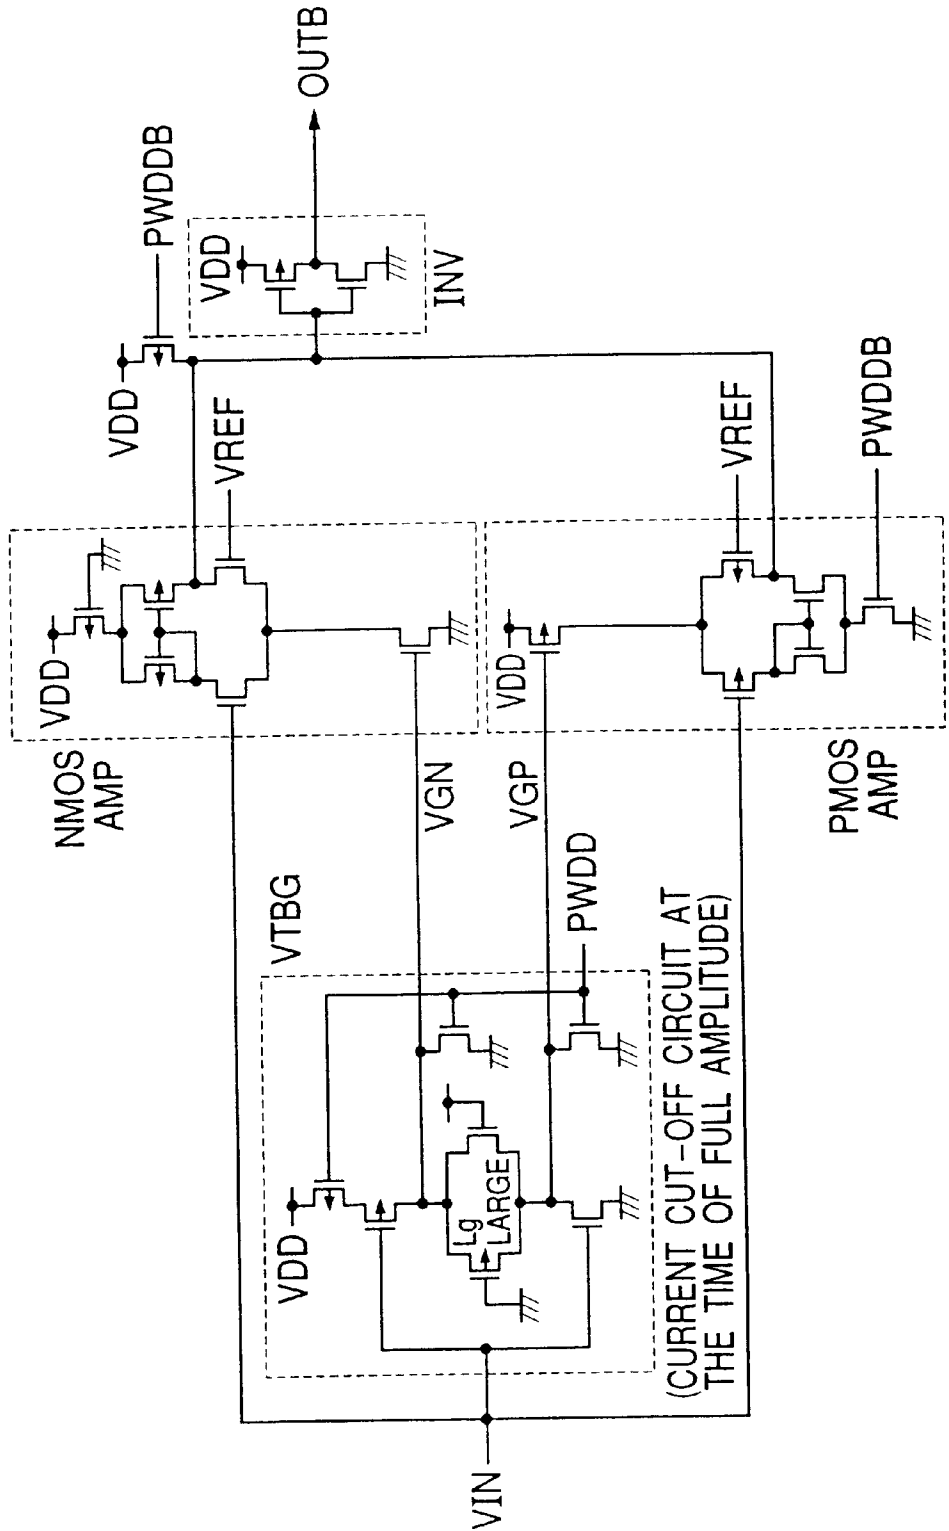 NMOS
AMP
VDD
VREF
VDD
PWDDB
VDD
INV
OUTB
VTBG
VGN
VDD
Lg
LARGE
VGP
PWDD
VDD
VREF
PWDDB
PMOS
AMP
VIN
(CURRENT CUT-OFF CIRCUIT AT
THE TIME OF FULL AMPLITUDE)